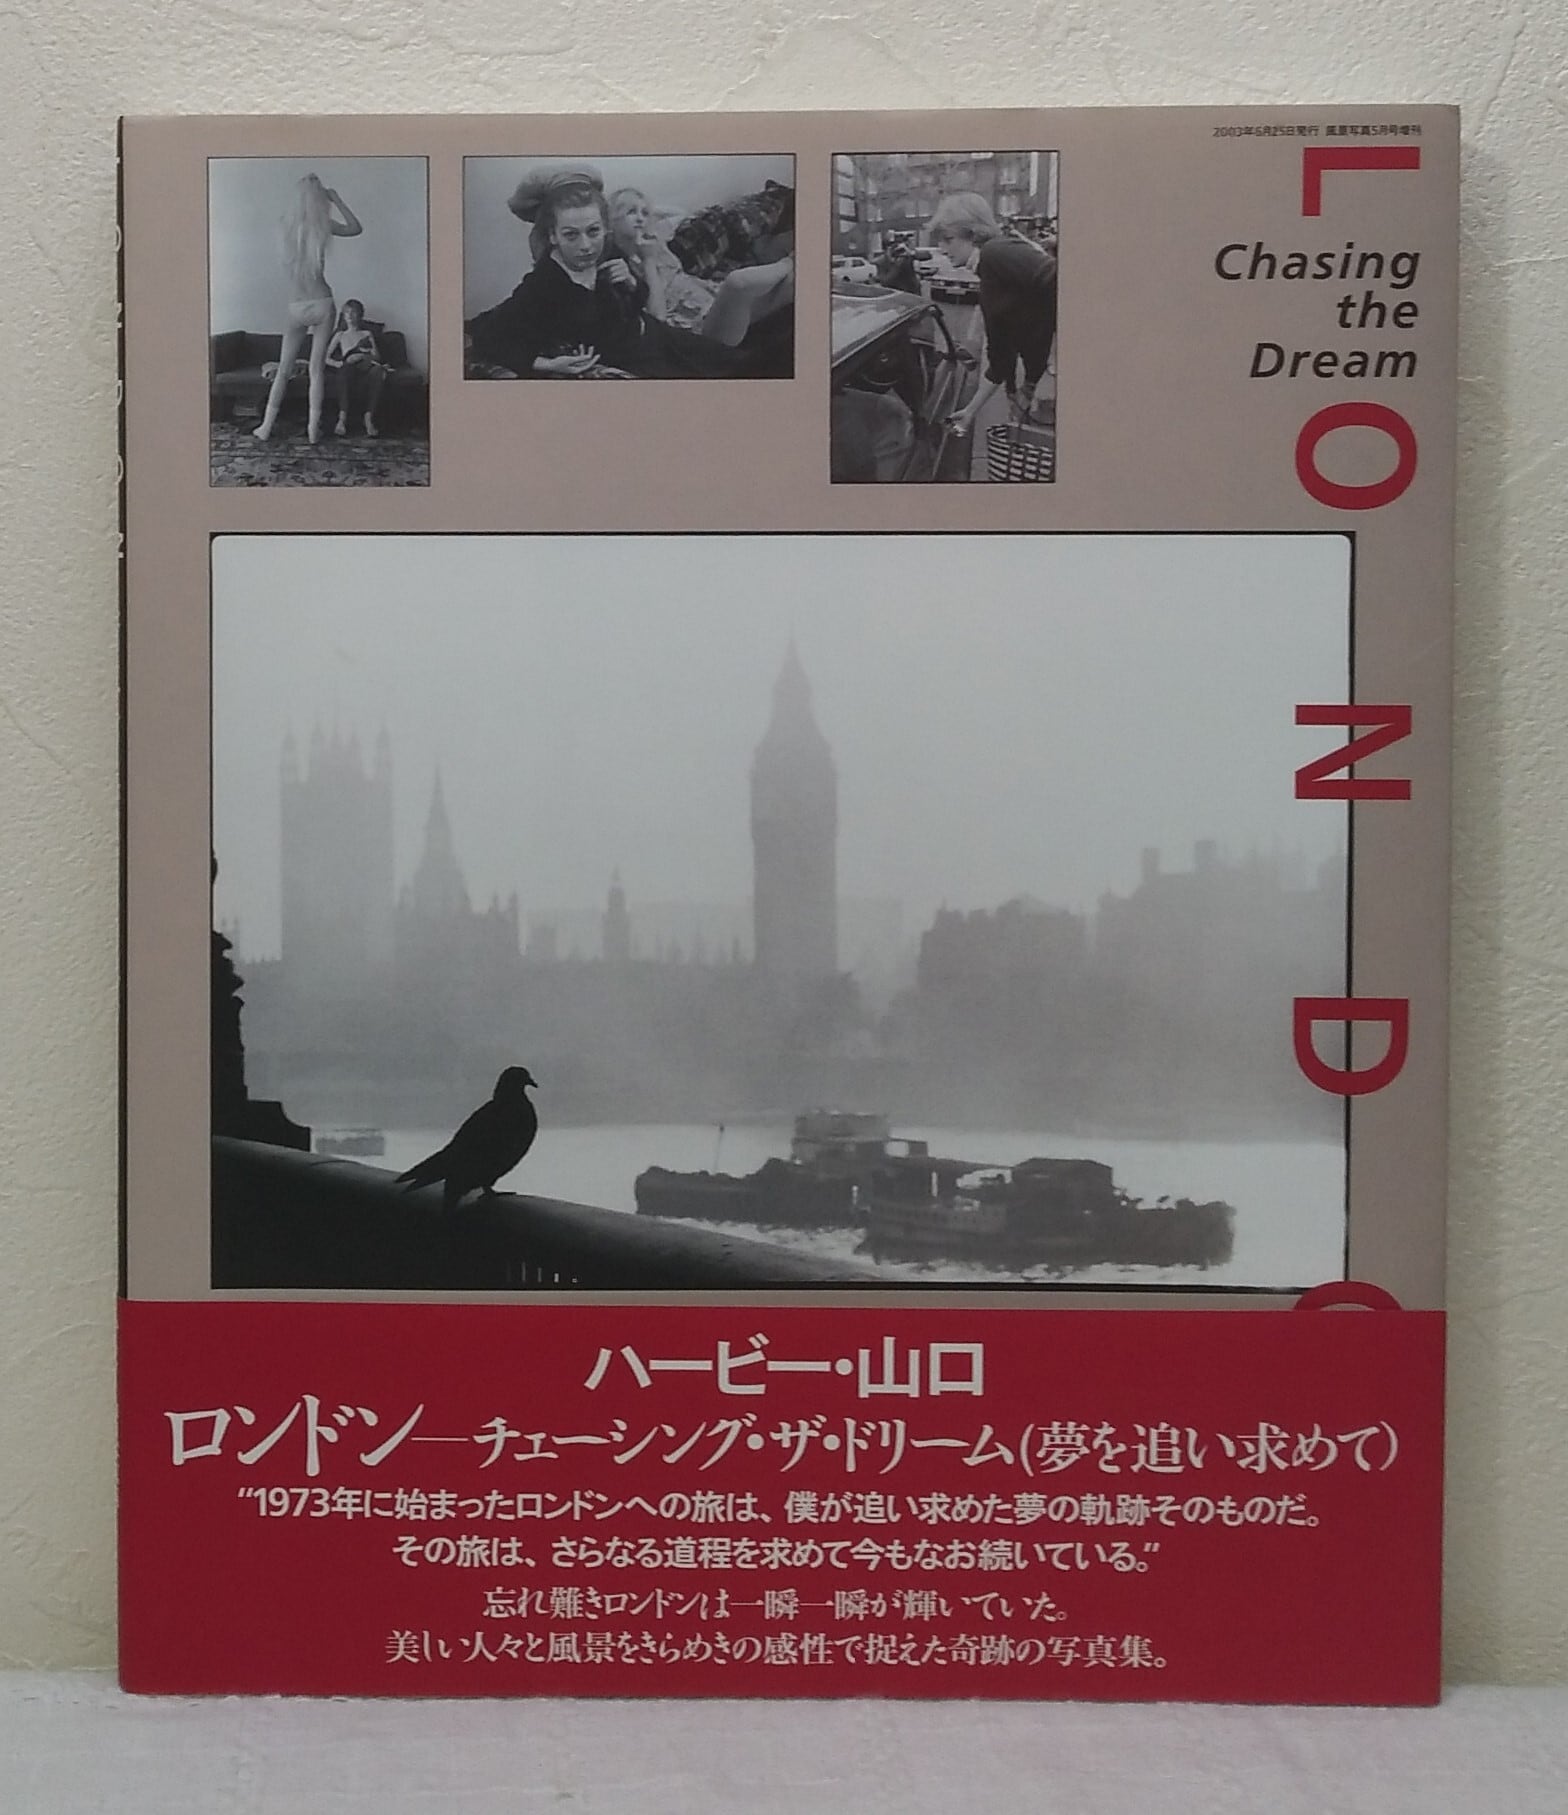 2003年6月25日発行 風景写真5月号増刊
LONDO
Chasing
the
Dream
ハービー・山口
ロンドン―チェーシング・ザ・ドリーム(夢を追い求めて)
“1973年に始まったロンドンへの旅は、僕が追い求めた夢の軌跡そのものだ。
その旅は、さらなる道程を求めて今もなお続いている。”
忘れ難きロンドンは一瞬一瞬が輝いていた。
美しい人々と風景をきらめきの感性で捉えた奇跡の写真集。